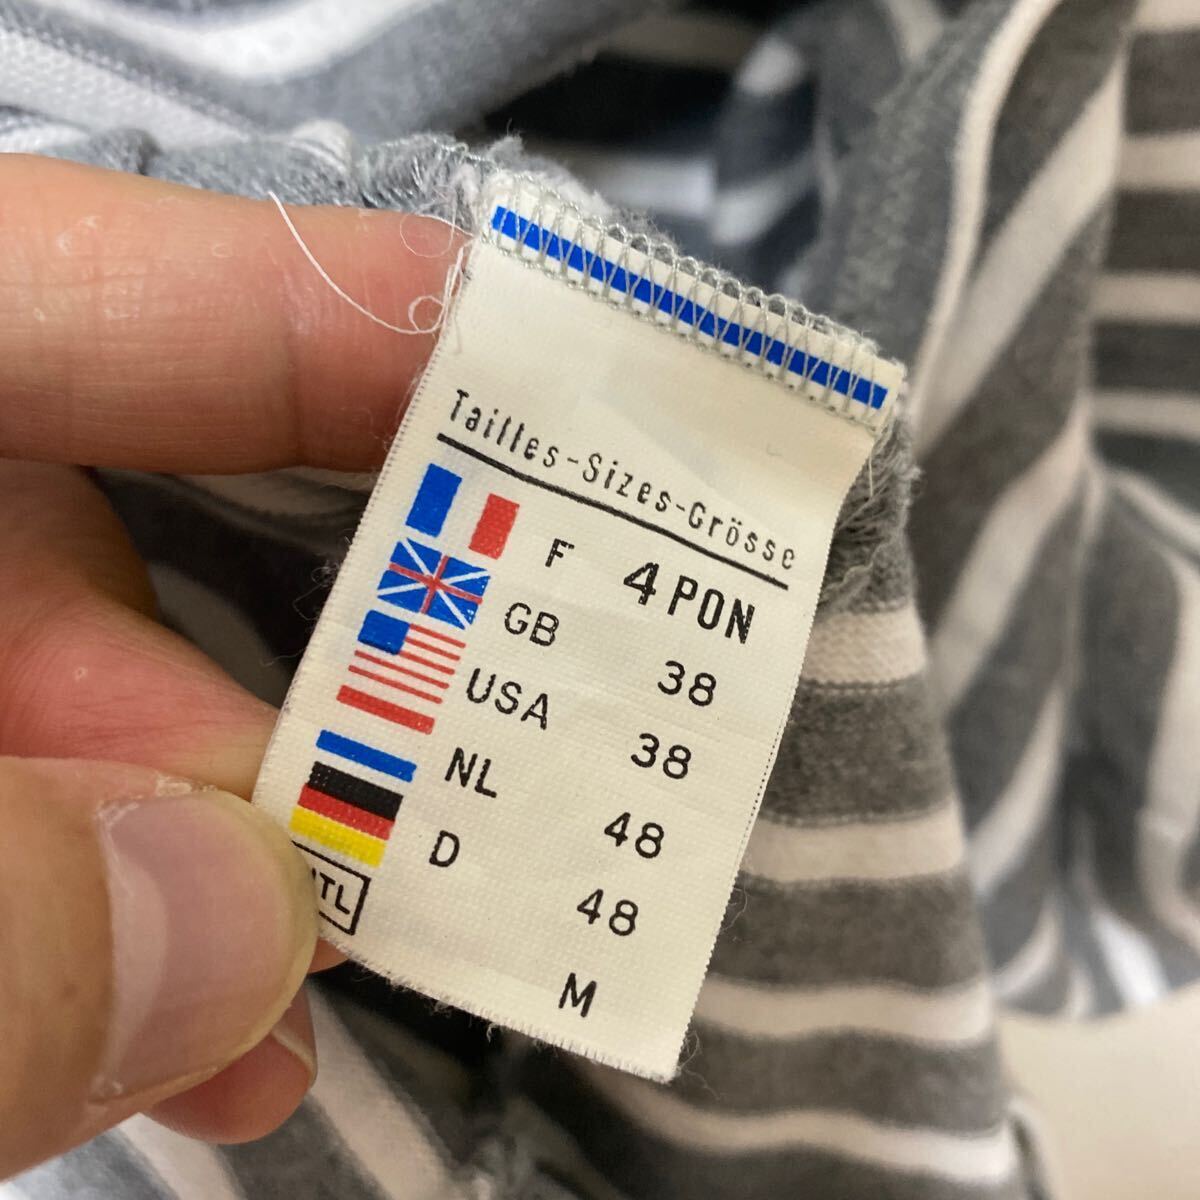 Tailles-Sizes-Grösse
F 4 PON
GB 38
USA 38
NL 48
D 48
M